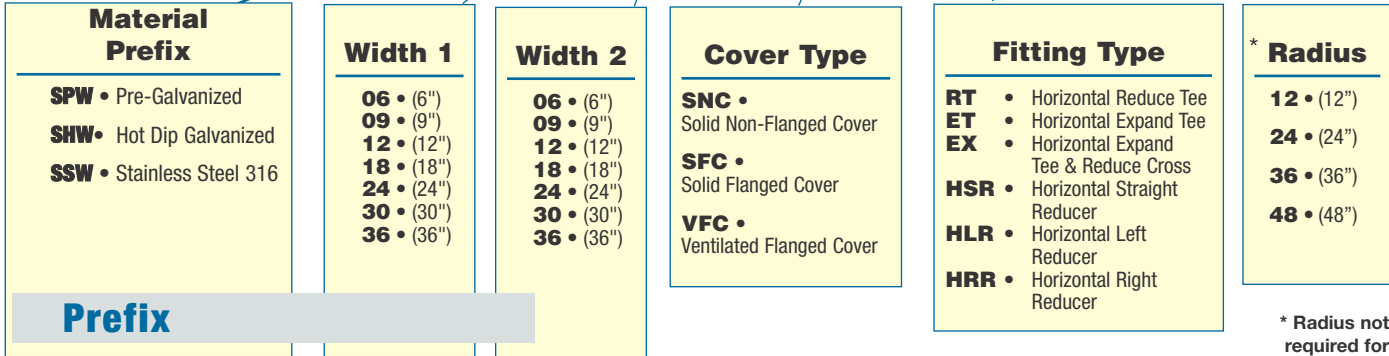 Material
Prefix
SPW • Pre-Galvanized
SHW• Hot Dip Galvanized
SSW • Stainless Steel 316
Prefix
Width 1
06 • (6")
09 • (9")
12 • (12")
18 • (18")
24 • (24")
30 • (30")
36 • (36")
Width 2
06 • (6")
09 • (9")
12 • (12")
18 • (18")
24 • (24")
30 • (30")
36 • (36")
Cover Type
SNC •
Solid Non-Flanged Cover
SFC •
Solid Flanged Cover
VFC •
Ventilated Flanged Cover
Fitting Type
RT • Horizontal Reduce Tee
ET • Horizontal Expand Tee
EX • Horizontal Expand
Tee & Reduce Cross
HSR • Horizontal Straight
Reducer
HLR • Horizontal Left
Reducer
HRR • Horizontal Right
Reducer
* Radius
12 • (12”)
24 • (24”)
36 • (36”)
48 • (48”)
* Radius not
required for